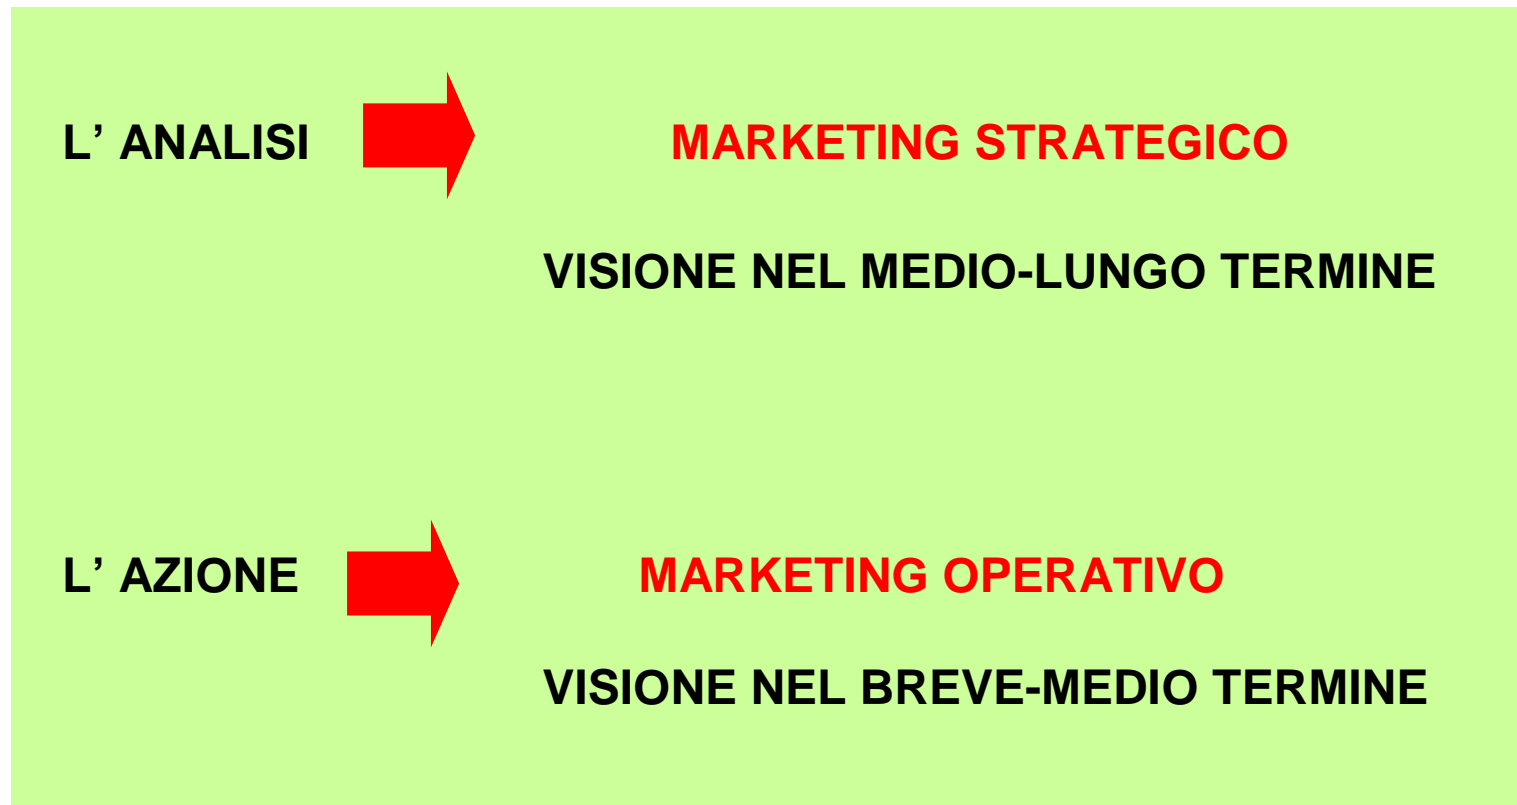 L’ ANALISI MARKETING STRATEGICO
VISIONE NEL MEDIO-LUNGO TERMINE
L’ AZIONE MARKETING OPERATIVO
VISIONE NEL BREVE-MEDIO TERMINE